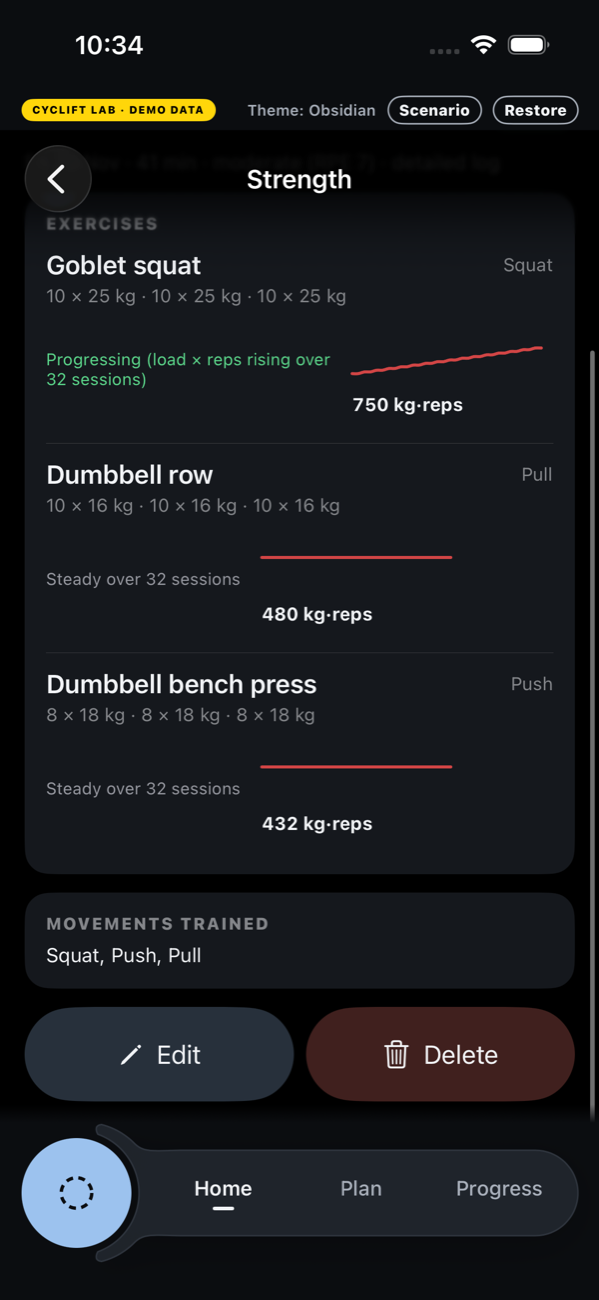 10:34
CYCLIFT LAB · DEMO DATA
Theme: Obsidian
Scenario
Restore
Strength
EXERCISES
Goblet squat
Squat
10 × 25 kg · 10 × 25 kg · 10 × 25 kg
Progressing (load × reps rising over
32 sessions)
750 kg·reps
Dumbbell row
Pull
10 × 16 kg · 10 × 16 kg · 10 × 16 kg
Steady over 32 sessions
480 kg·reps
Dumbbell bench press
Push
8 × 18 kg · 8 × 18 kg · 8 × 18 kg
Steady over 32 sessions
432 kg·reps
MOVEMENTS TRAINED
Squat, Push, Pull
Edit
Delete
Home
Plan
Progress